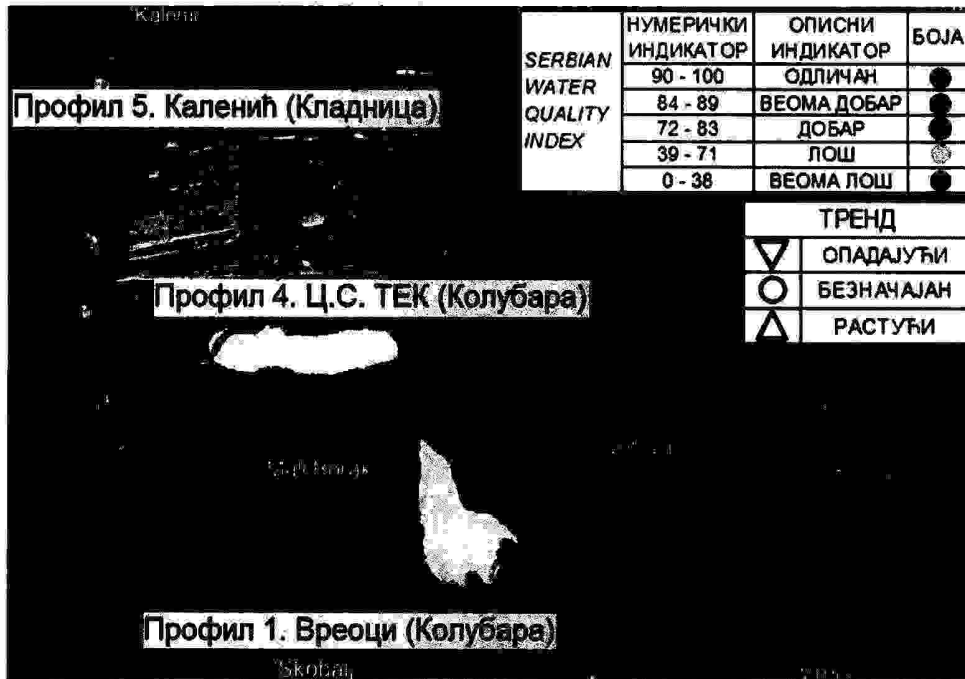 SERBIAN
WATER
QUALITY
INDEX
НУМЕРИЧКИ
ИНДИКАТОР
ОПИСНИ
ИНДИКАТОР
БОЈА
90 - 100 ОДЛИЧАН
84 - 89 ВЕОМА ДОБАР
72 - 83 ДОБАР
39 - 71 ЛОШ
0 - 38 ВЕОМА ЛОШ
ТРЕНД
ОПАДАЈУЋИ
БЕЗНАЧАЈАН
РАСТУЋИ
Профил 5. Каленић (Кладница)
Профил 4. Ц.С. ТЕК (Колубара)
Профил 1. Вреоци (Колубара)
Skobalj